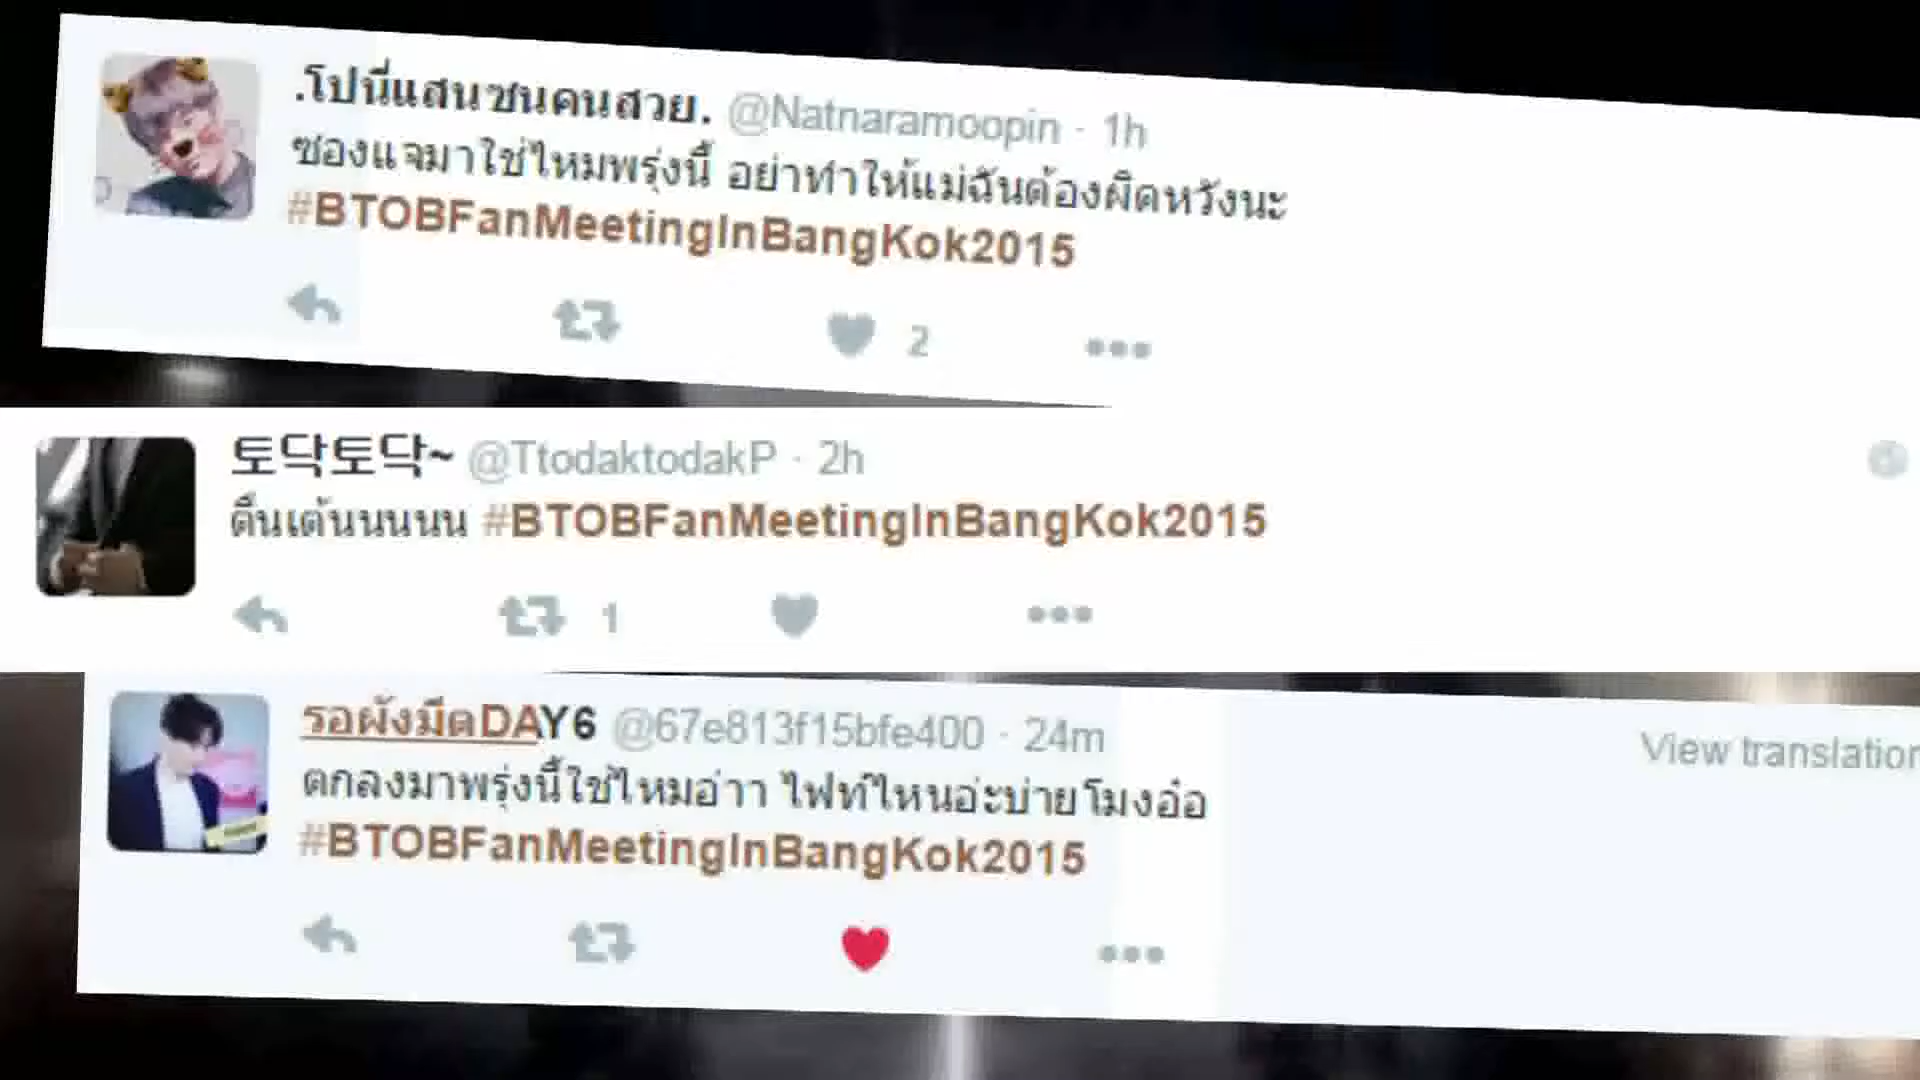 .โปนี่แสนซนคนสวย. @Natnaramoopin · 1h
ซองแจมาใช่ไหมพรุ่งนี้ อย่าทำให้แม่ฉันต้องผิดหวังนะ
#BTOBFanMeetingInBangKok2015
2
토닥토닥~ @TtodaktodakP · 2h
ตื่นเต้นนนนน #BTOBFanMeetingInBangKok2015
1
รอผังมีตDAY6 @67e813f15bfe400 · 24m
View translation
ตกลงมาพรุ่งนี้ใช่ไหมอ่าา ไฟท์ไหนอ่ะบ่ายโมงอ๋อ
#BTOBFanMeetingInBangKok2015